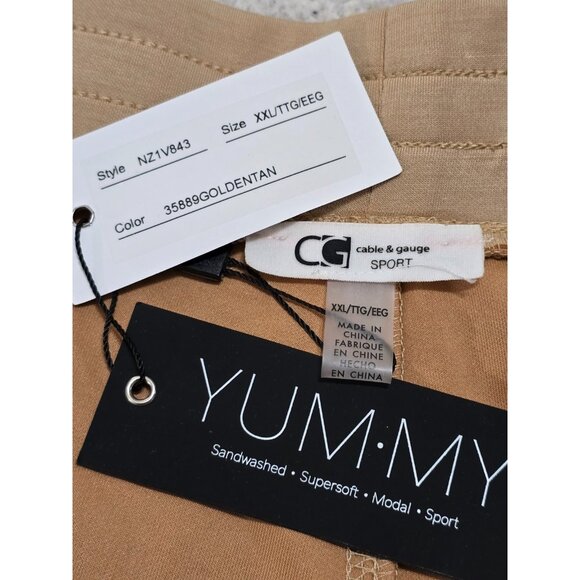 Style NZ1V843 Size XXL/TTG/EEG
Color 35889GOLDENTAN
CG cable & gauge
SPORT
XXL/TTG/EEG
MADE IN
CHINA
FABRIQUE
EN CHINE
HECHO
EN CHINA
YUM•MY
Sandwashed • Supersoft • Modal • Sport